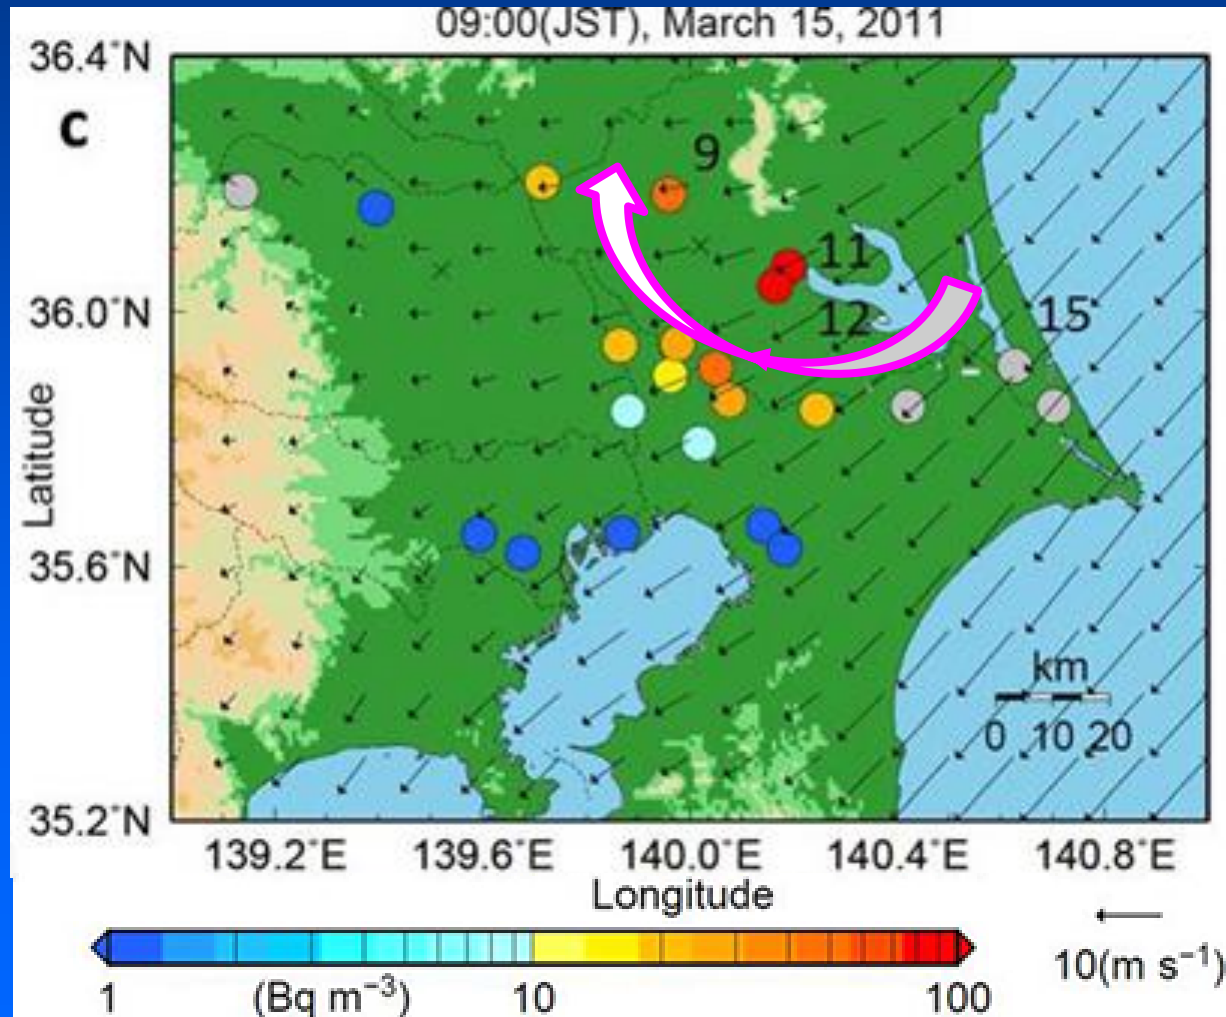 09:00(JST), March 15, 2011
36.4°N
c
9
11
36.0°N
12
15
Latitude
35.6°N
km
0 10 20
35.2°N
139.2°E 139.6°E 140.0°E 140.4°E 140.8°E
Longitude
10(m s⁻¹)
1 (Bq m⁻³) 10 100